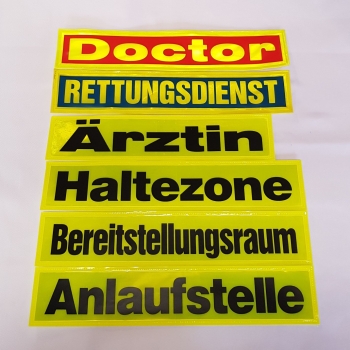 Doctor
RETTUNGSDIENST
Ärztin
Haltezone
Bereitstellungsraum
Anlaufstelle